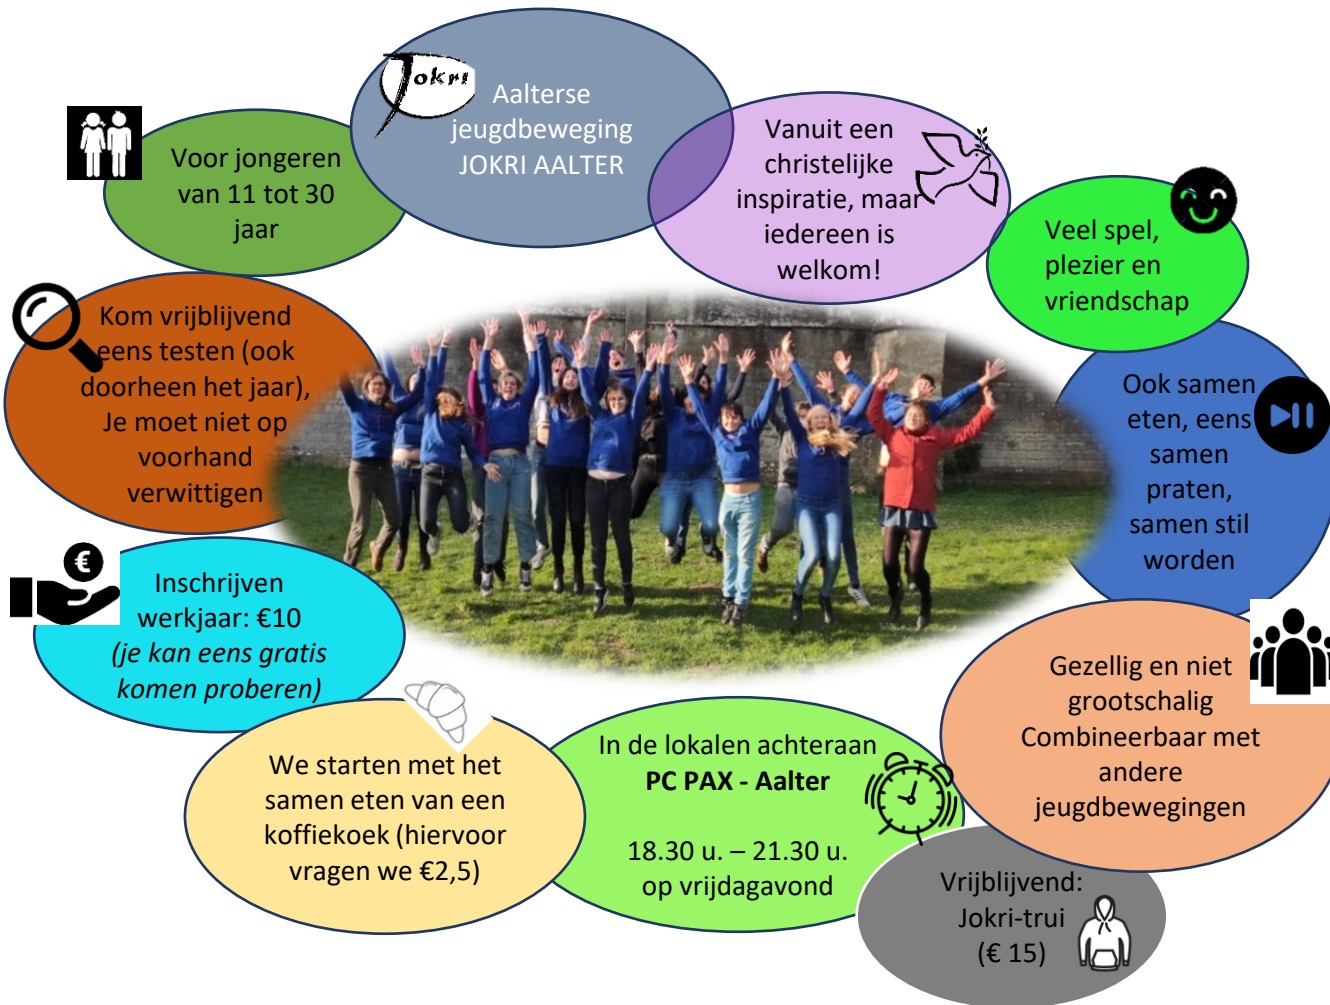 Jokri
Aalterse
jeugdbeweging
JOKRI AALTER
Vanuit een
christelijke
inspiratie, maar
iedereen is
welkom!
Veel spel,
plezier en
vriendschap
Ook samen
eten, eens
samen
praten,
samen stil
worden
Gezellig en niet
grootschalig
Combineerbaar met
andere
jeugdbewegingen
Vrijblijvend:
Jokri-trui
(€ 15)
In de lokalen achteraan
PC PAX - Aalter
18.30 u. – 21.30 u.
op vrijdagavond
We starten met het
samen eten van een
koffiekoek (hiervoor
vragen we €2,5)
€
Inschrijven
werkjaar: €10
(je kan eens gratis
komen proberen)
Kom vrijblijvend
eens testen (ook
doorheen het jaar),
Je moet niet op
voorhand
verwittigen
Voor jongeren
van 11 tot 30
jaar